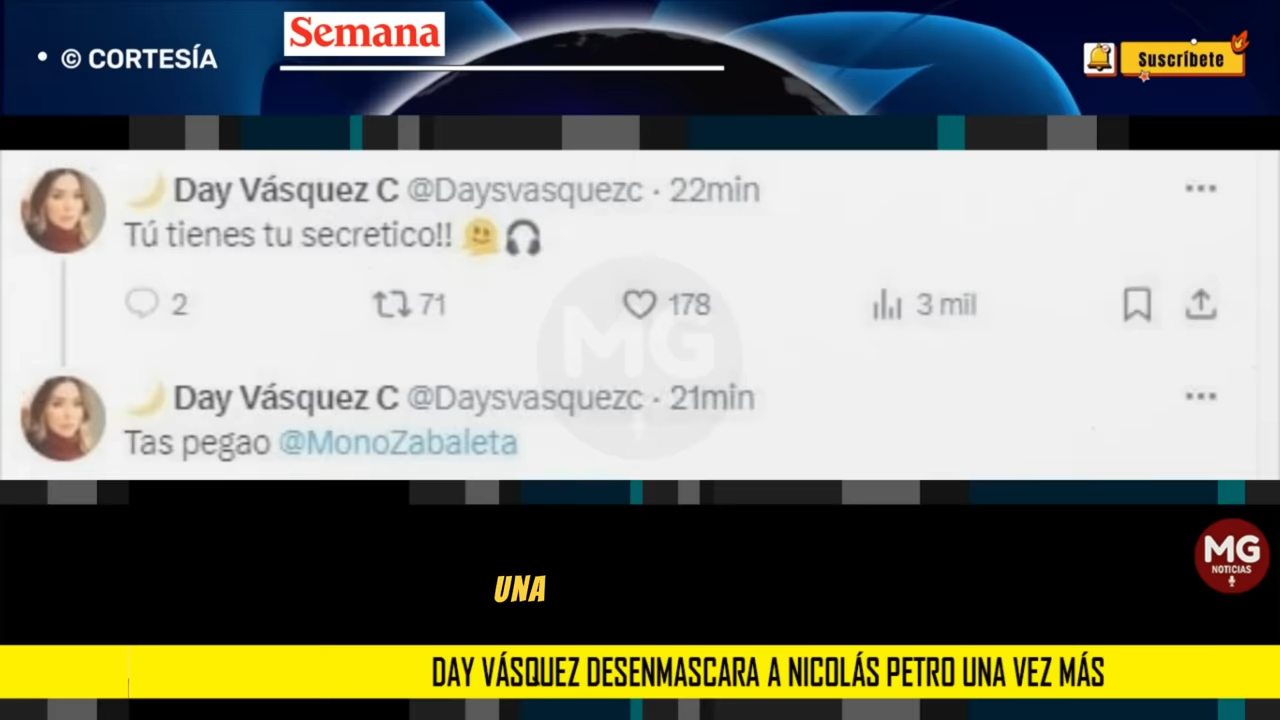 • © CORTESÍA
Semana
Suscríbete
Day Vásquez C @Daysvasquezc · 22min
Tú tienes tu secretico!! 🫠🎧
2 71 178 3 mil
MG
Day Vásquez C @Daysvasquezc · 21min
Tas pegao @MonoZabaleta
MG
NOTICIAS
UNA
DAY VÁSQUEZ DESENMASCARA A NICOLÁS PETRO UNA VEZ MÁS